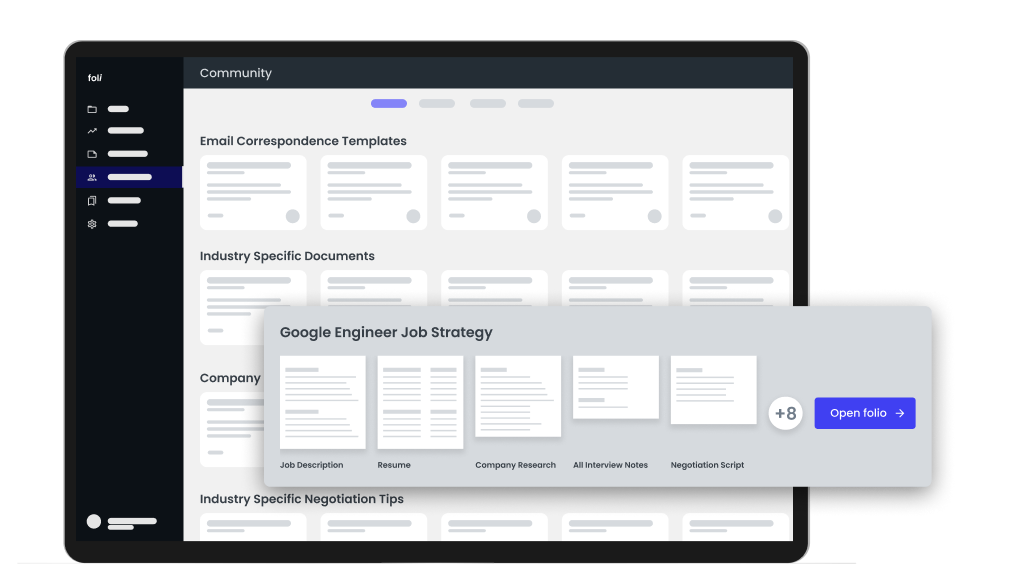 foli
Community
Email Correspondence Templates
Industry Specific Documents
Google Engineer Job Strategy
Company
+8
Open folio →
Job Description
Resume
Company Research
All Interview Notes
Negotiation Script
Industry Specific Negotiation Tips